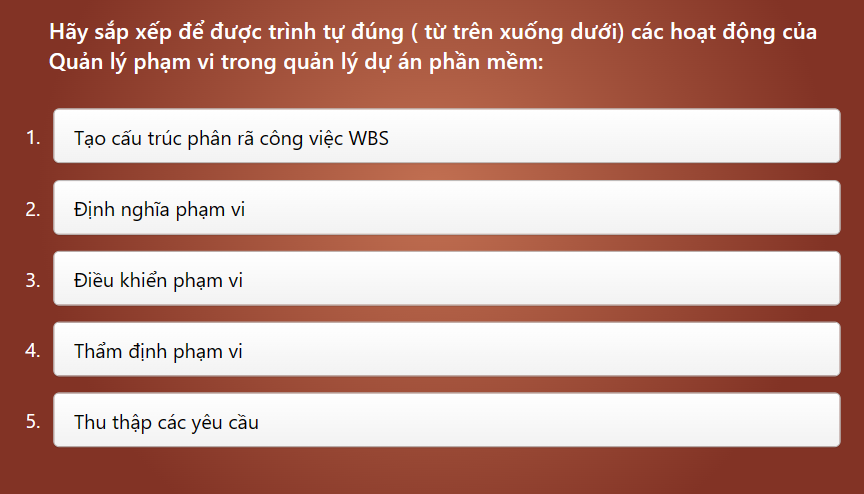 Hãy sắp xếp để được trình tự đúng ( từ trên xuống dưới) các hoạt động của
Quản lý phạm vi trong quản lý dự án phần mềm:
1. Tạo cấu trúc phân rã công việc WBS
2. Định nghĩa phạm vi
3. Điều khiển phạm vi
4. Thẩm định phạm vi
5. Thu thập các yêu cầu